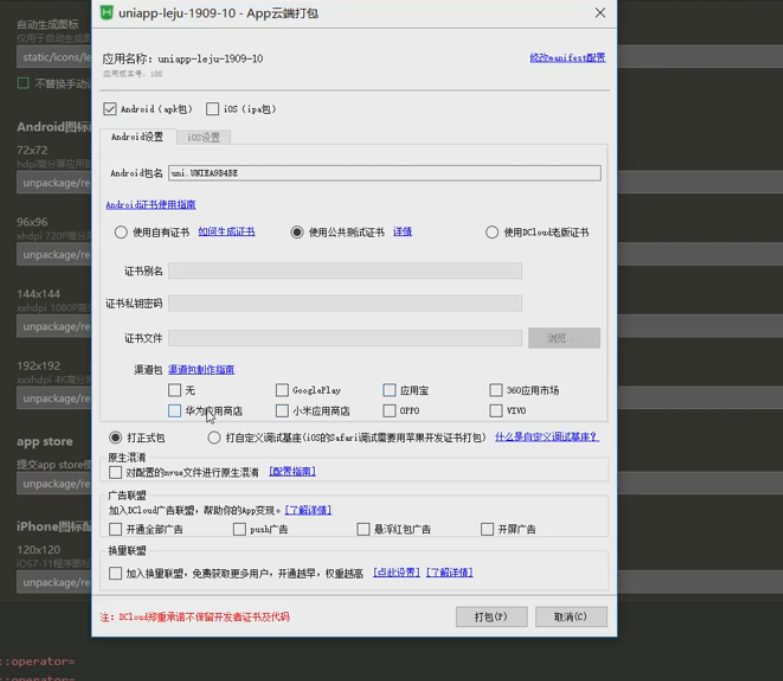 uniapp-leju-1909-10 - App云端打包
自动生成图标
应用名称：uniapp-leju-1909-10
修改manifest配置
仅用于自动生成图
应用版本号：100
static/icons/le
不替换手动设
Android（apk包）
iOS（ipa包）
Android图标
Android设置
iOS设置
72x72
hdpi高分屏应用图
Android包名
uni.UNIEA9B4BE
unpackage/re
Android证书使用指南
96x96
使用自有证书
如何生成证书
使用公共测试证书
详情
使用DCloud老版证书
xhdpi 720P高分屏
unpackage/re
证书别名
144x144
证书私钥密码
xxhdpi 1080P高
unpackage/re
证书文件
浏览...
192x192
渠道包
渠道包制作指南
xxxhdpi 4K高分屏
unpackage/re
无
GooglePlay
应用宝
360应用市场
华为应用商店
小米应用商店
OPPO
VIVO
app store
打正式包
打自定义调试基座(iOS的Safari调试需要用苹果开发证书打包)
什么是自定义调试基座？
提交app store使
原生混淆
unpackage/re
对配置的nvue文件进行原生混淆
[配置指南]
广告联盟
加入DCloud广告联盟，帮助你的App变现。[了解详情]
iPhone图标配
开通全部广告
push广告
悬浮红包广告
开屏广告
120x120
换量联盟
iOS7-11程序图标
加入换量联盟，免费获取更多用户，开通越早，权重越高
[点此设置]
[了解详情]
unpackage/re
注：DCloud郑重承诺不保留开发者证书及代码
打包(P)
取消(C)
::operator=
::operator=